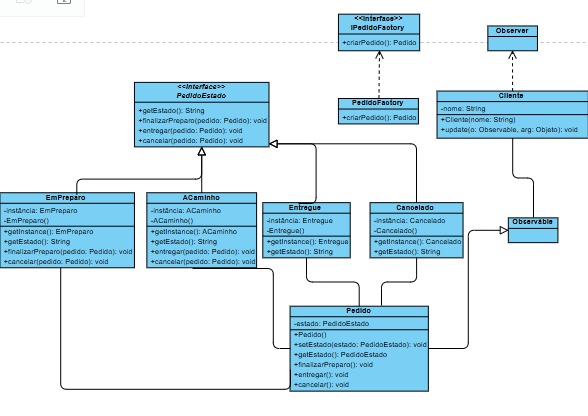 <<Interface>>
IPedidoFactory
+criarPedido(): Pedido
Observer
PedidoFactory
+criarPedido(): Pedido
Cliente
-nome: String
+Cliente(nome: String)
+update(o: Observable, arg: Objeto): void
<<Interface>>
PedidoEstado
+getEstado(): String
+finalizarPreparo(pedido: Pedido): void
+entregar(pedido: Pedido): void
+cancelar(pedido: Pedido): void
EmPreparo
-instância: EmPreparo
-EmPreparo()
+getInstance(): EmPreparo
+getEstado(): String
+finalizarPreparo(pedido: Pedido): void
+cancelar(pedido: Pedido): void
ACaminho
-instância: ACaminho
-ACaminho()
+getInstance(): ACaminho
+getEstado(): String
+entregar(pedido: Pedido): void
+cancelar(pedido: Pedido): void
Entregue
-instância: Entregue
-Entregue()
+getInstance(): Entregue
+getEstado(): String
Cancelado
-instância: Cancelado
-Cancelado()
+getInstance(): Cancelado
+getEstado(): String
Observable
Pedido
-estado: PedidoEstado
+Pedido()
+setEstado(estado: PedidoEstado): void
+getEstado(): PedidoEstado
+finalizarPreparo(): void
+entregar(): void
+cancelar(): void